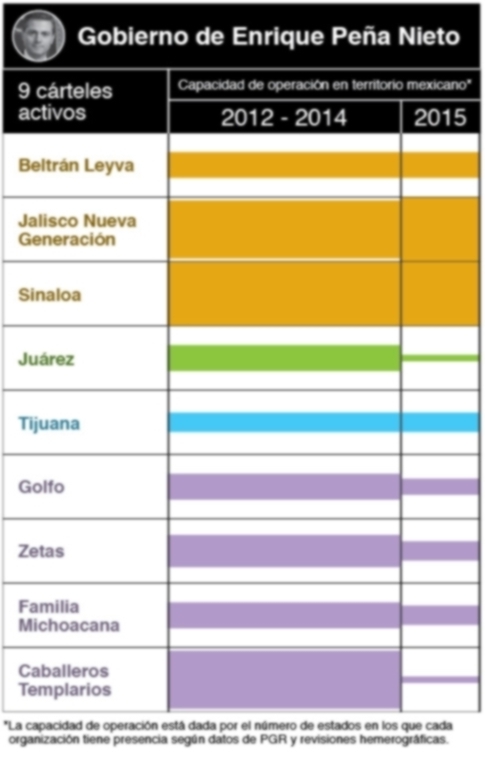 Gobierno de Enrique Peña Nieto
9 cárteles
activos
Capacidad de operación en territorio mexicano*
2012 - 2014
2015
Beltrán Leyva
Jalisco Nueva
Generación
Sinaloa
Juárez
Tijuana
Golfo
Zetas
Familia
Michoacana
Caballeros
Templarios
*La capacidad de operación está dada por el número de estados en los que cada
organización tiene presencia según datos de PGR y revisiones hemerográficas.